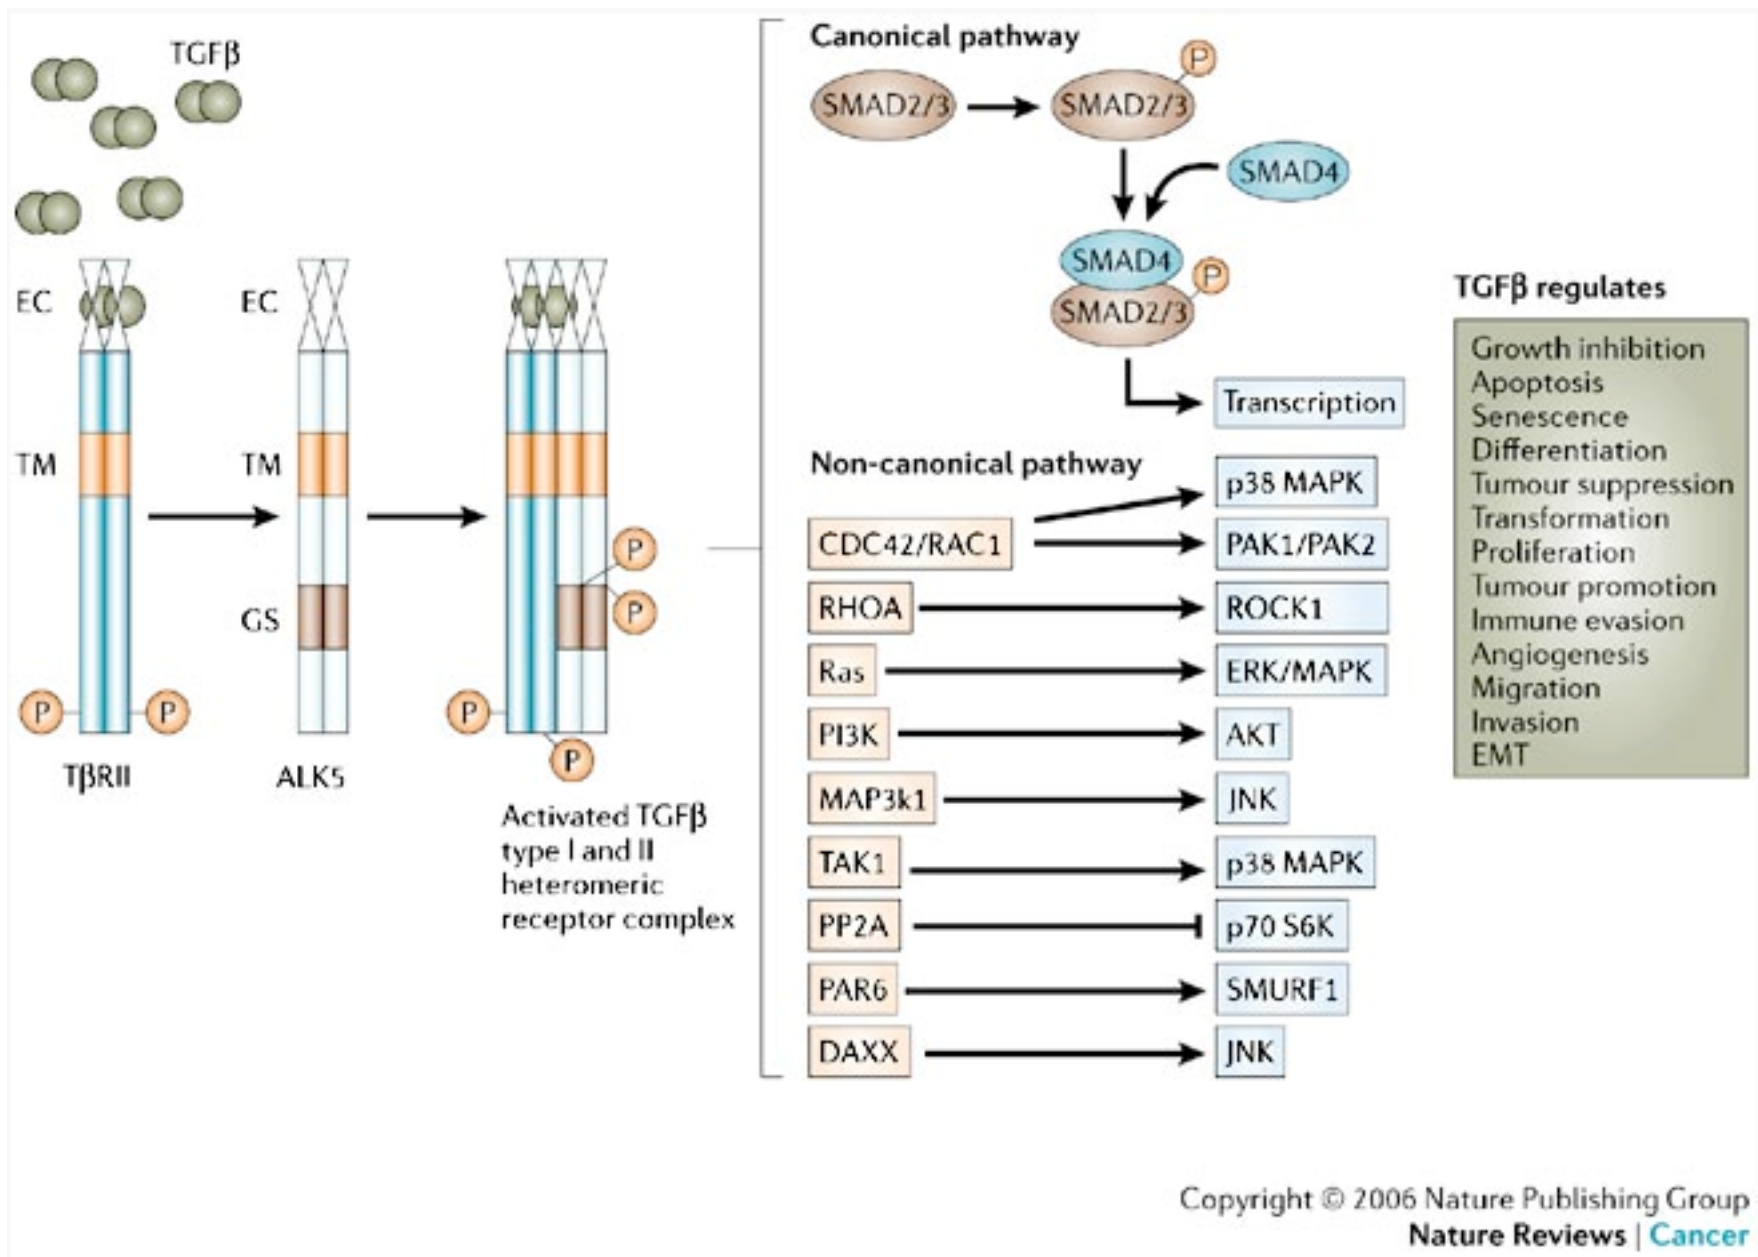 TGFβ
EC
TM
P
P
TβRII
EC
TM
GS
ALK5
P
P
P
P
Activated TGFβ
type I and II
heteromeric
receptor complex
Canonical pathway
SMAD2/3
SMAD2/3
P
SMAD4
SMAD4
SMAD2/3
P
Transcription
Non-canonical pathway
p38 MAPK
CDC42/RAC1
PAK1/PAK2
RHOA
ROCK1
Ras
ERK/MAPK
PI3K
AKT
MAP3k1
JNK
TAK1
p38 MAPK
PP2A
p70 S6K
PAR6
SMURF1
DAXX
JNK
TGFβ regulates
Growth inhibition
Apoptosis
Senescence
Differentiation
Tumour suppression
Transformation
Proliferation
Tumour promotion
Immune evasion
Angiogenesis
Migration
Invasion
EMT
Copyright © 2006 Nature Publishing Group
Nature Reviews | Cancer